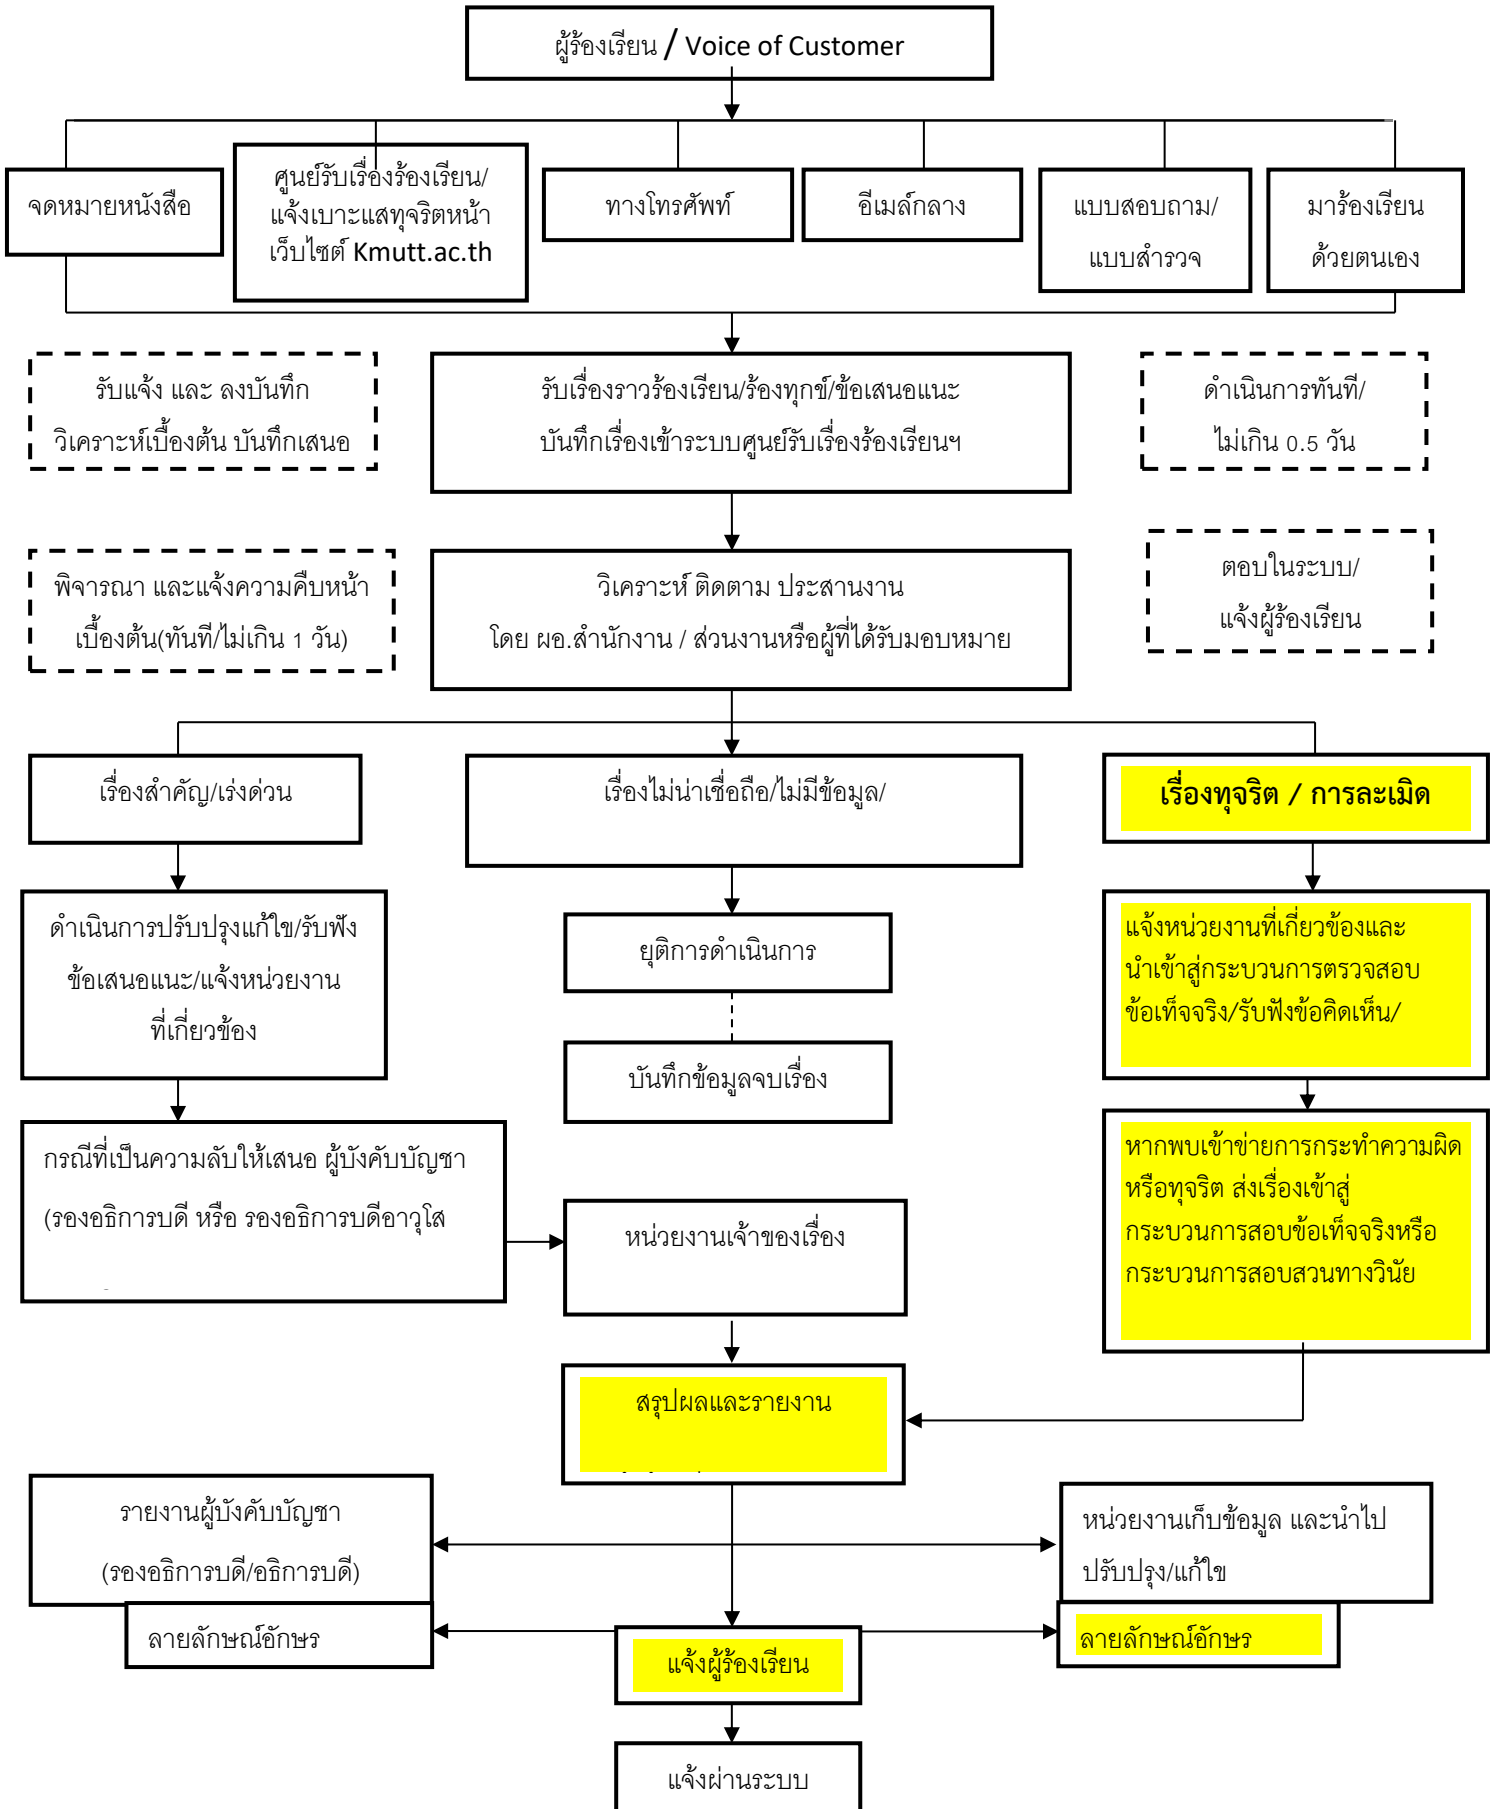 ผู้ร้องเรียน / Voice of Customer
จดหมายหนังสือ
ศูนย์รับเรื่องร้องเรียน/
แจ้งเบาะแสทุจริตหน้า
เว็บไซต์ Kmutt.ac.th
ทางโทรศัพท์
อีเมล์กลาง
แบบสอบถาม/
แบบสำรวจ
มาร้องเรียน
ด้วยตนเอง
รับแจ้ง และ ลงบันทึก
วิเคราะห์เบื้องต้น บันทึกเสนอ
รับเรื่องราวร้องเรียน/ร้องทุกข์/ข้อเสนอแนะ
บันทึกเรื่องเข้าระบบศูนย์รับเรื่องร้องเรียนฯ
ดำเนินการทันที/
ไม่เกิน 0.5 วัน
พิจารณา และแจ้งความคืบหน้า
เบื้องต้น(ทันที/ไม่เกิน 1 วัน)
วิเคราะห์ ติดตาม ประสานงาน
โดย ผอ.สำนักงาน / ส่วนงานหรือผู้ที่ได้รับมอบหมาย
ตอบในระบบ/
แจ้งผู้ร้องเรียน
เรื่องสำคัญ/เร่งด่วน
เรื่องไม่น่าเชื่อถือ/ไม่มีข้อมูล/
เรื่องทุจริต / การละเมิด
ดำเนินการปรับปรุงแก้ไข/รับฟัง
ข้อเสนอแนะ/แจ้งหน่วยงาน
ที่เกี่ยวข้อง
ยุติการดำเนินการ
บันทึกข้อมูลจบเรื่อง
แจ้งหน่วยงานที่เกี่ยวข้องและ
นำเข้าสู่กระบวนการตรวจสอบ
ข้อเท็จจริง/รับฟังข้อคิดเห็น/
กรณีที่เป็นความลับให้เสนอ ผู้บังคับบัญชา
(รองอธิการบดี หรือ รองอธิการบดีอาวุโส
หน่วยงานเจ้าของเรื่อง
หากพบเข้าข่ายการกระทำความผิด
หรือทุจริต ส่งเรื่องเข้าสู่
กระบวนการสอบข้อเท็จจริงหรือ
กระบวนการสอบสวนทางวินัย
สรุปผลและรายงาน
รายงานผู้บังคับบัญชา
(รองอธิการบดี/อธิการบดี)
หน่วยงานเก็บข้อมูล และนำไป
ปรับปรุง/แก้ไข
ลายลักษณ์อักษร
แจ้งผู้ร้องเรียน
ลายลักษณ์อักษร
แจ้งผ่านระบบ